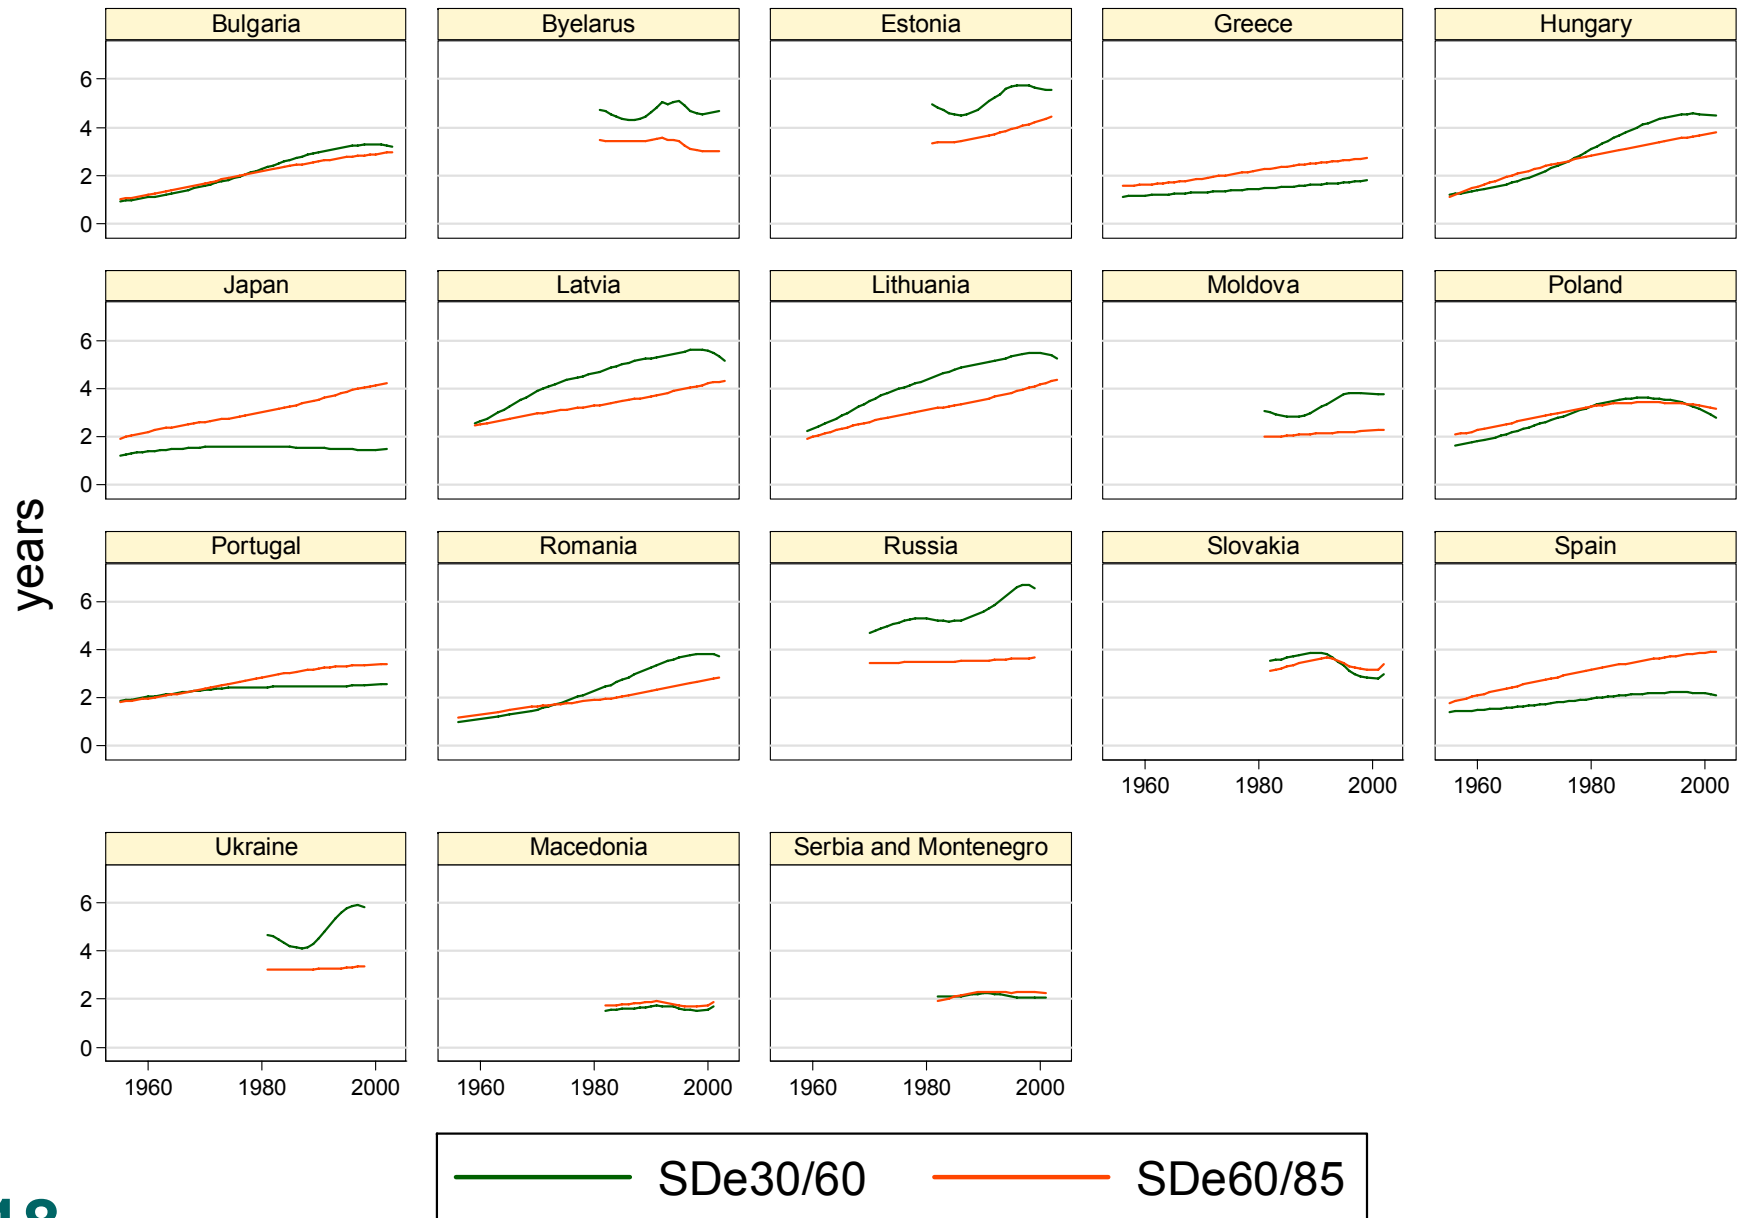 Bulgaria Byelarus Estonia Greece Hungary
6
4
2
0
Japan Latvia Lithuania Moldova Poland
6
4
2
0
years
Portugal Romania Russia Slovakia Spain
6
4
2
0
1960 1980 2000 1960 1980 2000
Ukraine Macedonia Serbia and Montenegro
6
4
2
0
1960 1980 2000 1960 1980 2000 1960 1980 2000
SDe30/60 SDe60/85